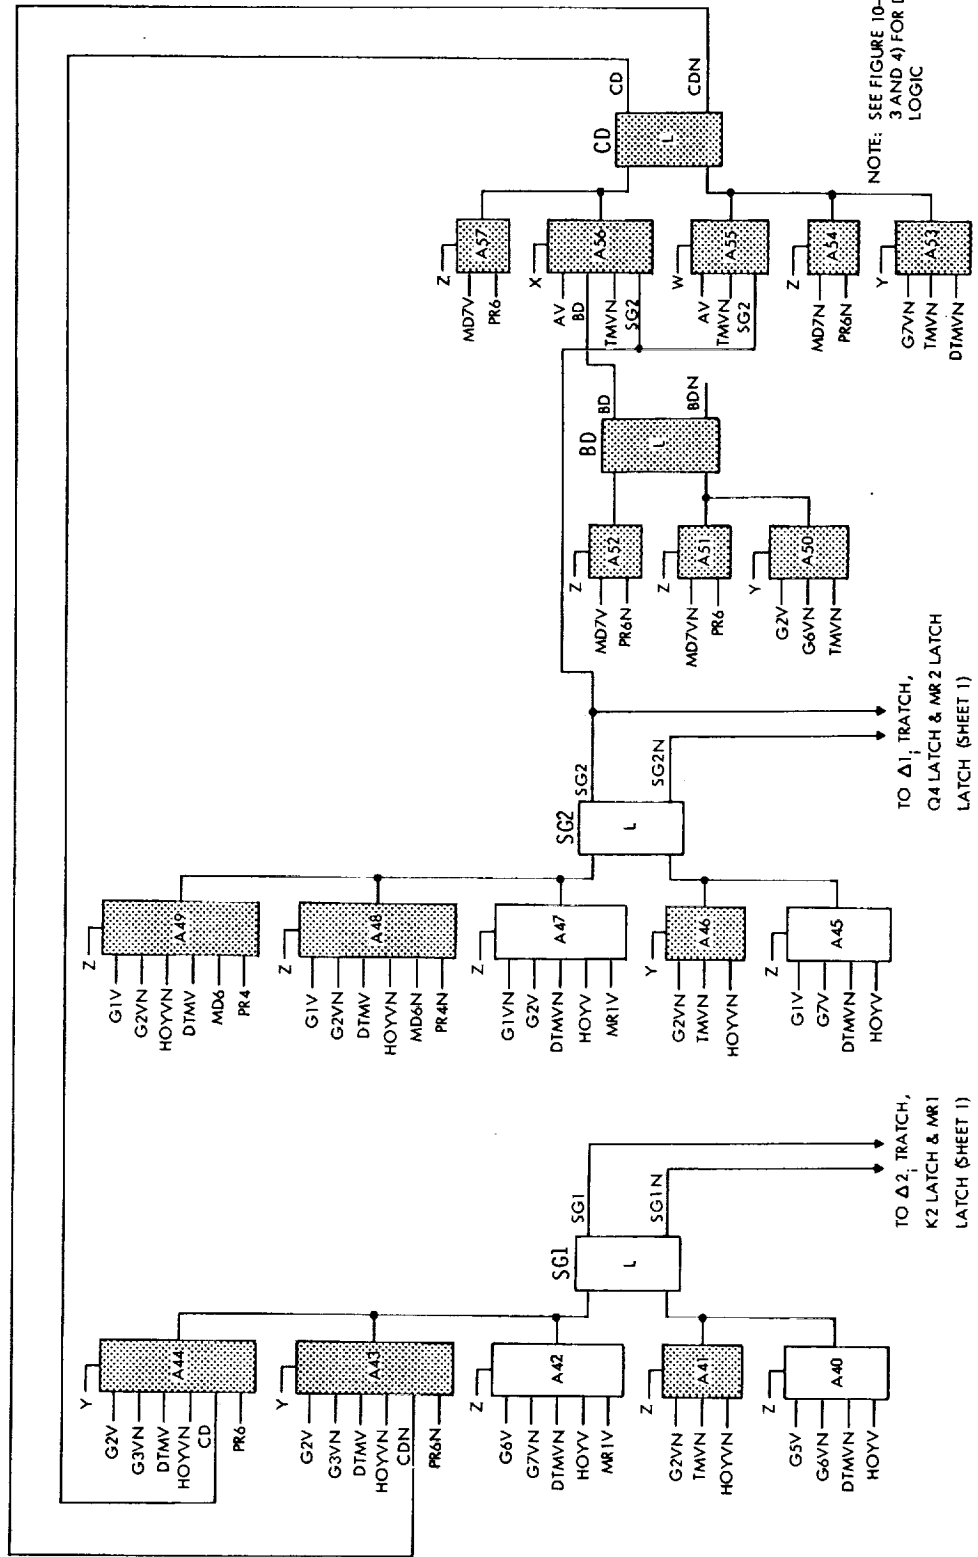 Y
G2V
G3VN
DTMV
HOYVN
CD
PR6
A44
Y
G2V
G3VN
DTMV
HOYVN
CDN
PR6N
A43
Z
G6V
G7VN
DTMVN
HOYV
MR1V
A42
Z
G2VN
TMVN
HOYVN
A41
Z
G5V
G6VN
DTMVN
HOYV
A40
SG1
L
SG1
SG1N
TO Δ2i TRATCH,
K2 LATCH & MR1
LATCH (SHEET 1)
Z
G1V
G2VN
HOYVN
DTMV
MD6
PR4
A49
Z
G1V
G2VN
DTMV
HOYVN
MD6N
PR4N
A48
Z
G1VN
G2V
DTMVN
HOYV
MR1V
A47
Y
G2VN
TMVN
HOYVN
A46
Z
G1V
G7V
DTMVN
HOYV
A45
SG2
L
SG2
SG2N
TO Δ1i TRATCH,
Q4 LATCH & MR 2 LATCH
LATCH (SHEET 1)
Z
MD7V
PR6N
A52
Z
MD7VN
PR6
A51
Y
G2V
G6VN
TMVN
A50
BD
L
BD
BDN
Z
MD7V
PR6
A57
X
AV
BD
TMVN
SG2
A56
W
AV
TMVN
SG2
A55
Z
MD7N
PR6N
A54
Y
G7VN
TMVN
DTMVN
A53
CD
L
CD
CDN
NOTE: SEE FIGURE 10-
3 AND 4) FOR
LOGIC